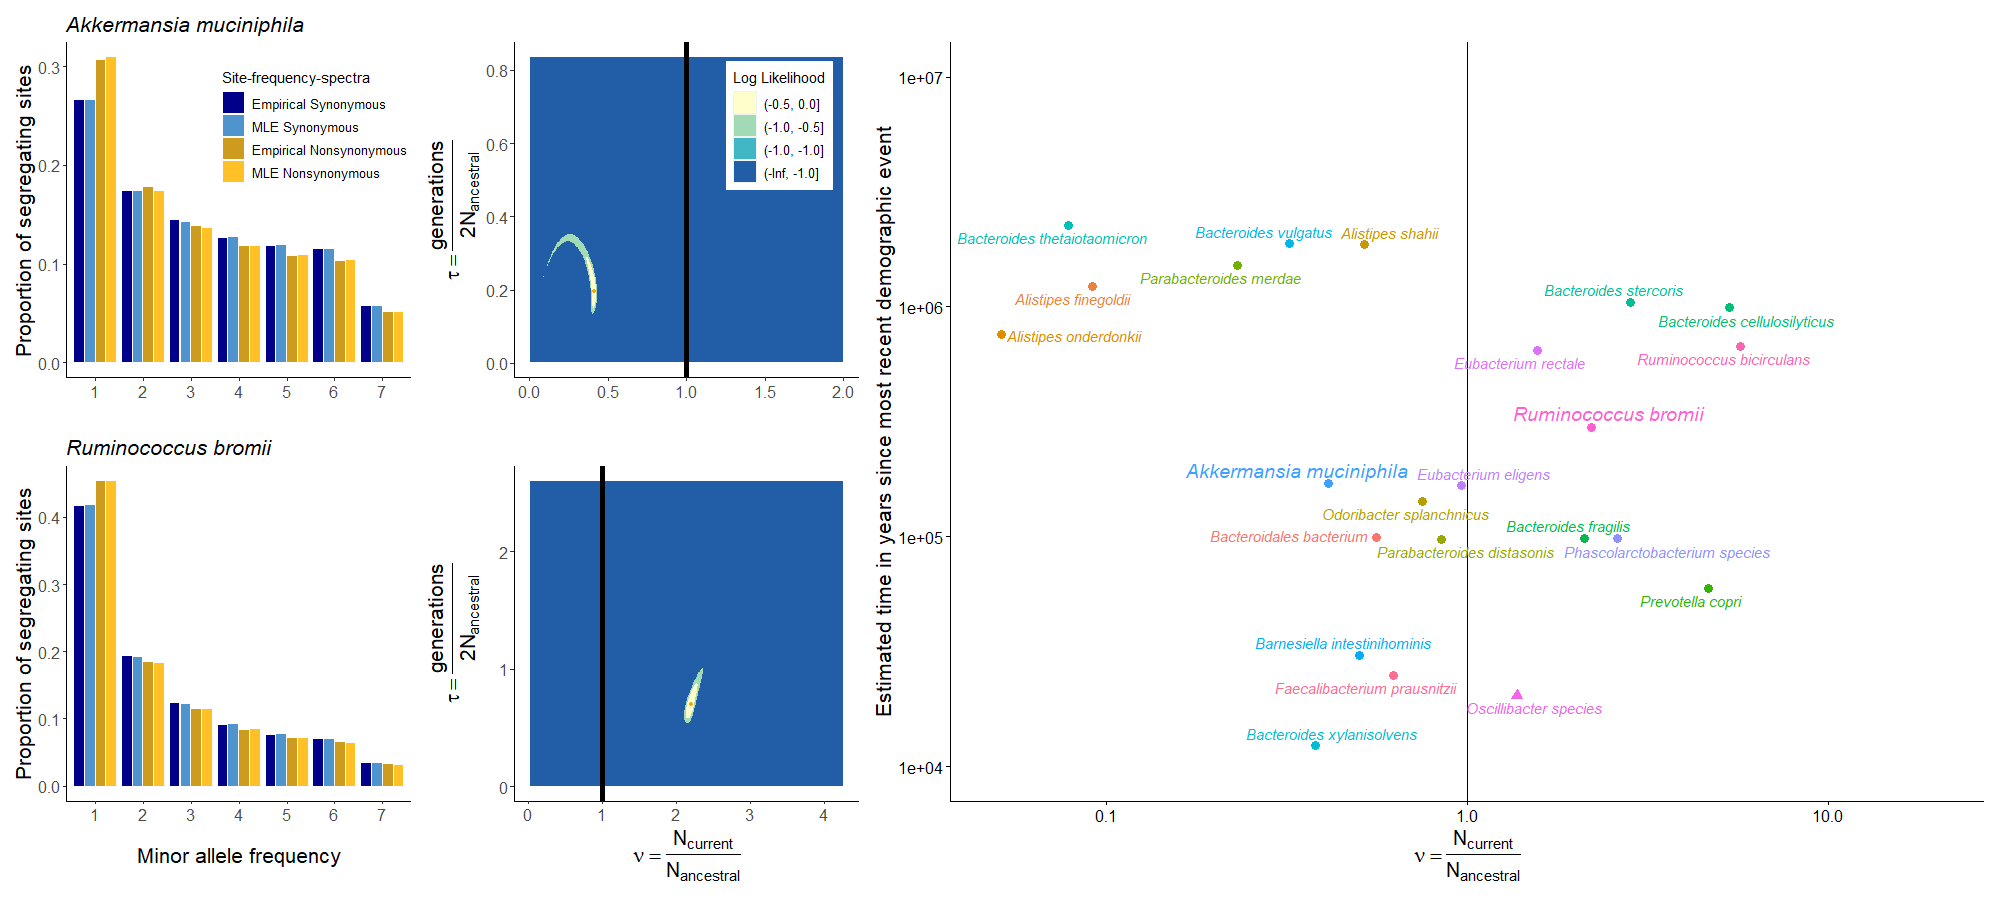 Akkermansia muciniphila
Proportion of segregating sites
0.3
0.2
0.1
0.0
Site-frequency-spectra
Empirical Synonymous
MLE Synonymous
Empirical Nonsynonymous
MLE Nonsynonymous
1 2 3 4 5 6 7
τ = generations
2Nancestral
0.8
0.6
0.4
0.2
0.0
Log Likelihood
(-0.5, 0.0]
(-1.0, -0.5]
(-1.0, -1.0]
(-Inf, -1.0]
0.0 0.5 1.0 1.5 2.0
Ruminococcus bromii
Proportion of segregating sites
0.4
0.3
0.2
0.1
0.0
1 2 3 4 5 6 7
Minor allele frequency
τ = generations
2Nancestral
2
1
0
0 1 2 3 4
ν = Ncurrent
Nancestral
Estimated time in years since most recent demographic event
1e+07
1e+06
1e+05
1e+04
Bacteroides thetaiotaomicron
Bacteroides vulgatus
Alistipes shahii
Parabacteroides merdae
Alistipes finegoldii
Alistipes onderdonkii
Bacteroides stercoris
Bacteroides cellulosilyticus
Eubacterium rectale
Ruminococcus bicirculans
Ruminococcus bromii
Akkermansia muciniphila
Eubacterium eligens
Odoribacter splanchnicus
Bacteroidales bacterium
Parabacteroides distasonis
Bacteroides fragilis
Phascolarctobacterium species
Prevotella copri
Barnesiella intestinihominis
Faecalibacterium prausnitzii
Oscillibacter species
Bacteroides xylanisolvens
0.1 1.0 10.0
ν = Ncurrent
Nancestral